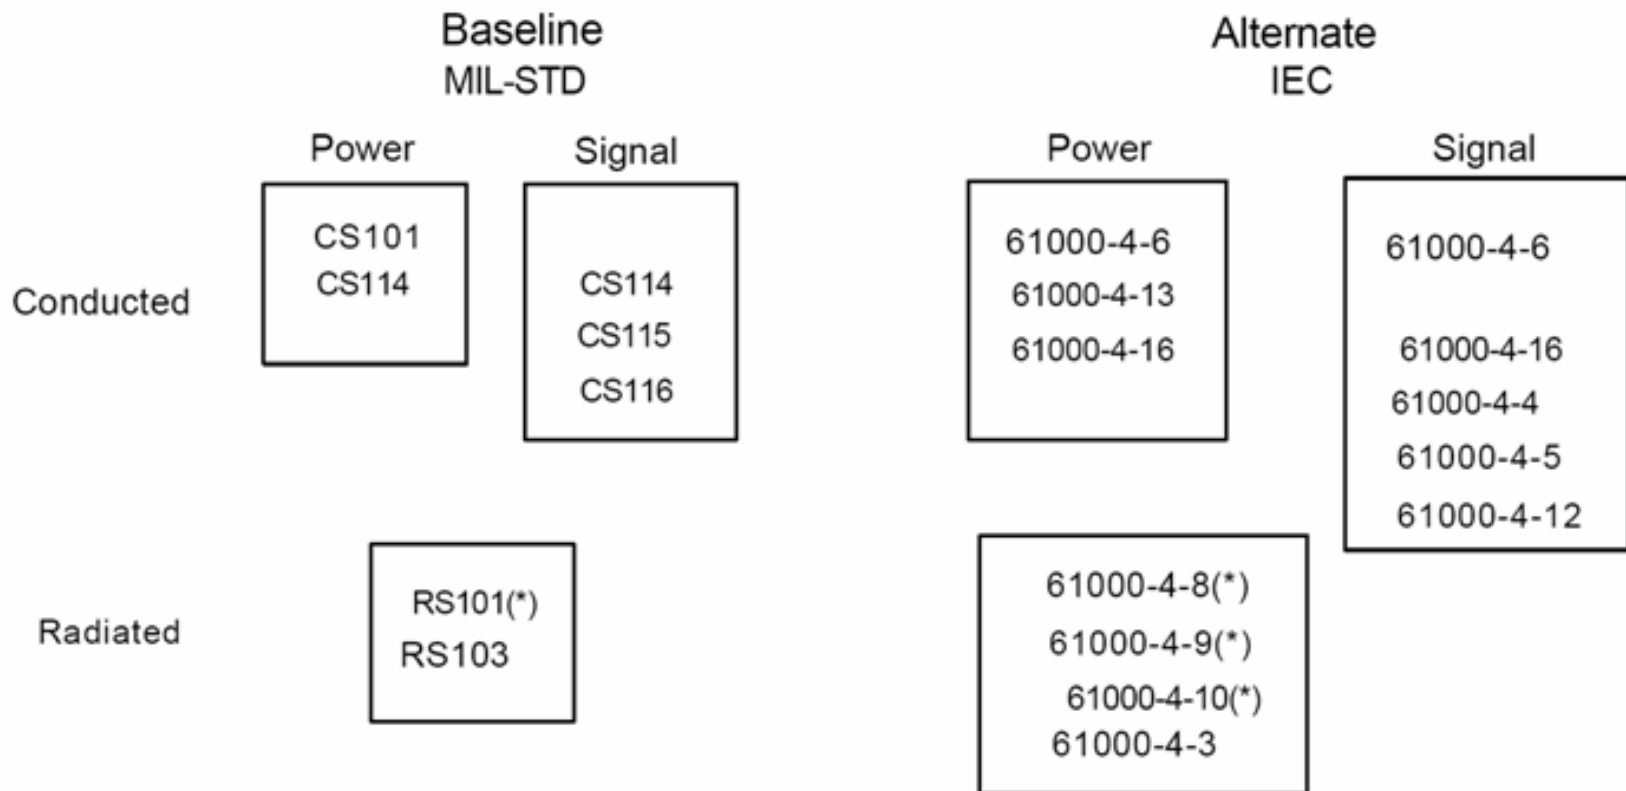 Baseline
MIL-STD
Alternate
IEC
Power
Signal
Power
Signal
Conducted
CS101
CS114
CS114
CS115
CS116
61000-4-6
61000-4-13
61000-4-16
61000-4-6
61000-4-16
61000-4-4
61000-4-5
61000-4-12
Radiated
RS101(*)
RS103
61000-4-8(*)
61000-4-9(*)
61000-4-10(*)
61000-4-3